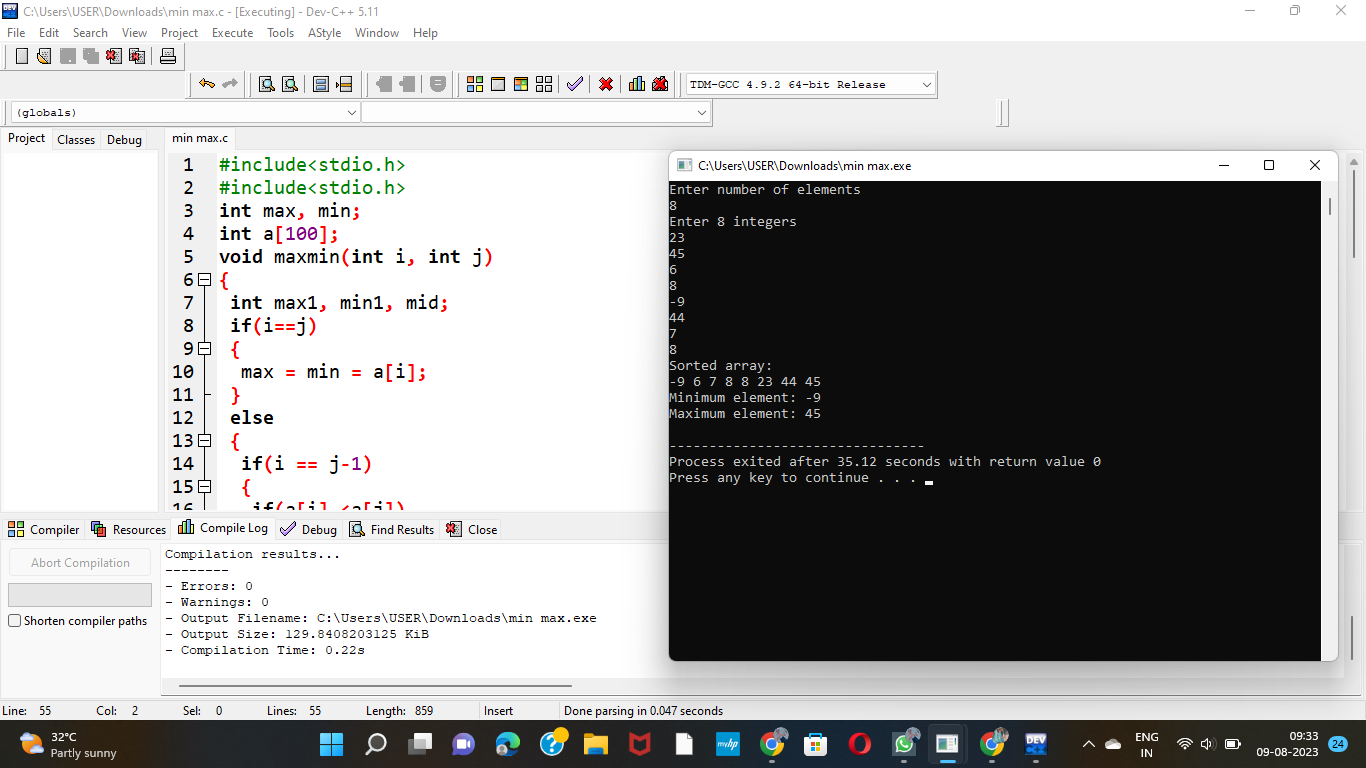 C:\Users\USER\Downloads\min max.c - [Executing] - Dev-C++ 5.11
File Edit Search View Project Execute Tools AStyle Window Help
TDM-GCC 4.9.2 64-bit Release
(globals)
Project Classes Debug
min max.c
1 #include<stdio.h>
2 #include<stdio.h>
3 int max, min;
4 int a[100];
5 void maxmin(int i, int j)
6 {
7 int max1, min1, mid;
8 if(i==j)
9 {
10 max = min = a[i];
11 }
12 else
13 {
14 if(i == j-1)
15 {
16 if(a[i] <a[j])
C:\Users\USER\Downloads\min max.exe
Enter number of elements
8
Enter 8 integers
23
45
6
8
-9
44
7
8
Sorted array:
-9 6 7 8 8 23 44 45
Minimum element: -9
Maximum element: 45
--------------------------------
Process exited after 35.12 seconds with return value 0
Press any key to continue . . .
Compiler Resources Compile Log Debug Find Results Close
Abort Compilation
Shorten compiler paths
Compilation results...
--------
- Errors: 0
- Warnings: 0
- Output Filename: C:\Users\USER\Downloads\min max.exe
- Output Size: 129.8408203125 KiB
- Compilation Time: 0.22s
Line: 55 Col: 2 Sel: 0 Lines: 55 Length: 859 Insert Done parsing in 0.047 seconds
32°C
Partly sunny
myhp
DEV
ENG
IN
09:33
09-08-2023
24